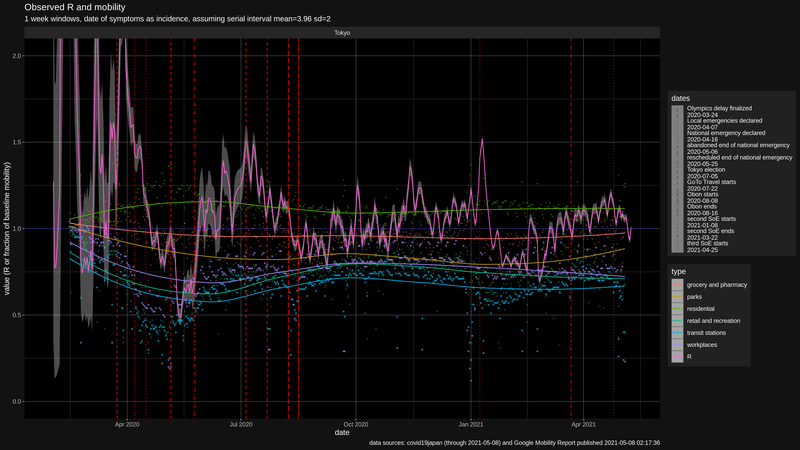 Observed R and mobility
1 week windows, date of symptoms as incidence, assuming serial interval mean=3.96 sd=2
Tokyo
value (R or fraction of baseline mobility)
2.0
1.5
1.0
0.5
0.0
Apr 2020
Jul 2020
Oct 2020
Jan 2021
Apr 2021
date
dates
Olympics delay finalized
2020-03-24
Local emergencies declared
2020-04-07
National emergency declared
2020-04-16
abandoned end of national emergency
2020-05-06
rescheduled end of national emergency
2020-05-25
Tokyo election
2020-07-05
GoTo Travel starts
2020-07-22
Obon starts
2020-08-08
Obon ends
2020-08-16
second SoE starts
2021-01-08
second SoE ends
2021-03-22
third SoE starts
2021-04-25
type
grocery and pharmacy
parks
residential
retail and recreation
transit stations
workplaces
R
data sources: covid19japan (through 2021-05-08) and Google Mobility Report published 2021-05-08 02:17:36